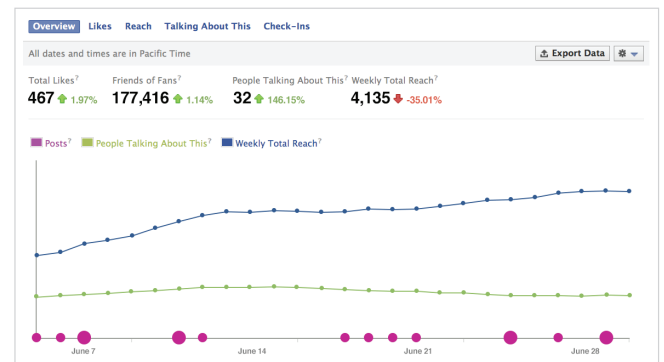 Overview Likes Reach Talking About This Check-Ins
All dates and times are in Pacific Time Export Data
Total Likes? Friends of Fans? People Talking About This? Weekly Total Reach?
467 1.97% 177,416 1.14% 32 146.15% 4,135 -35.01%
Posts? People Talking About This? Weekly Total Reach?
June 7 June 14 June 21 June 28